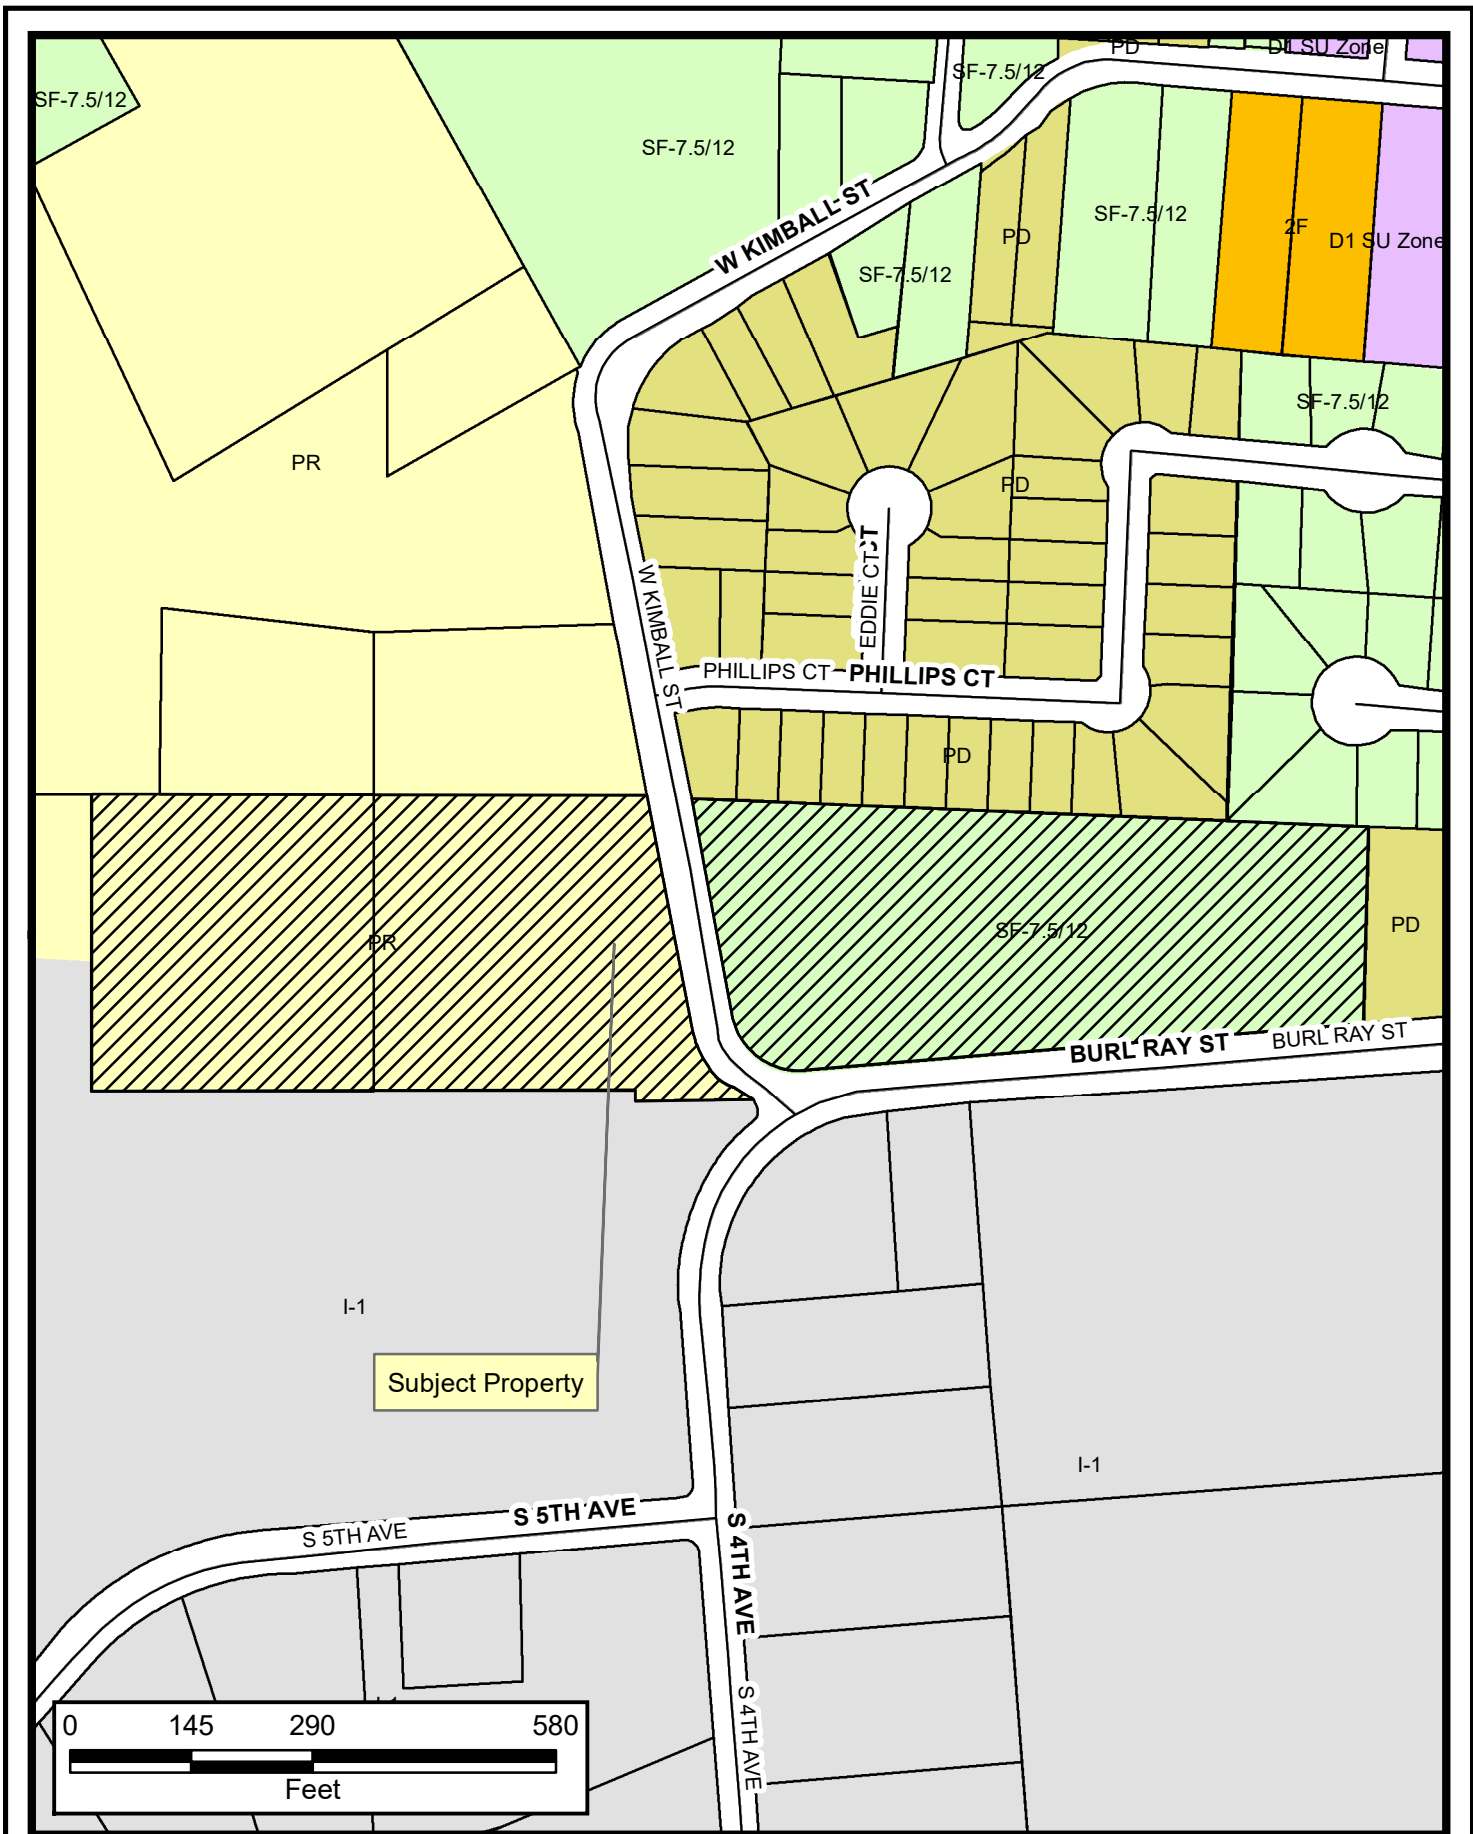 PD
D1 SU Zone
SF-7.5/12
SF-7.5/12
SF-7.5/12
W KIMBALL ST
SF-7.5/12
2F
PD
D1 SU Zone
SF-7.5/12
SF-7.5/12
PR
PD
EDDIE CT
W KIMBALL ST
PHILLIPS CT
PHILLIPS CT
PD
PD
SF-7.5/12
PR
BURL RAY ST
BURL RAY ST
I-1
Subject Property
I-1
S 5TH AVE
S 5TH AVE
S 4TH AVE
S 4TH AVE
0 145 290 580
Feet